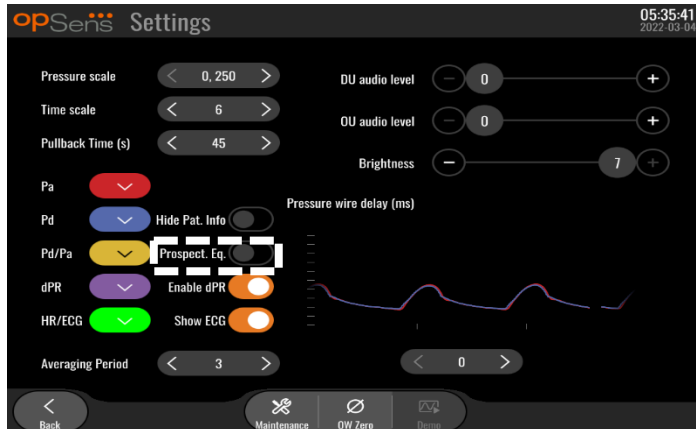 opSens Settings
05:35:41
2022-03-04
Pressure scale < 0, 250 >
DU audio level - 0 +
Time scale < 6 >
OU audio level - 0 +
Pullback Time (s) < 45 >
Brightness - 7 +
Pa
Pressure wire delay (ms)
Pd Hide Pat. Info
Pd/Pa Prospect. Eq.
dPR Enable dPR
HR/ECG Show ECG
Averaging Period < 3 >
< 0 >
Back Maintenance OW Zero Demo